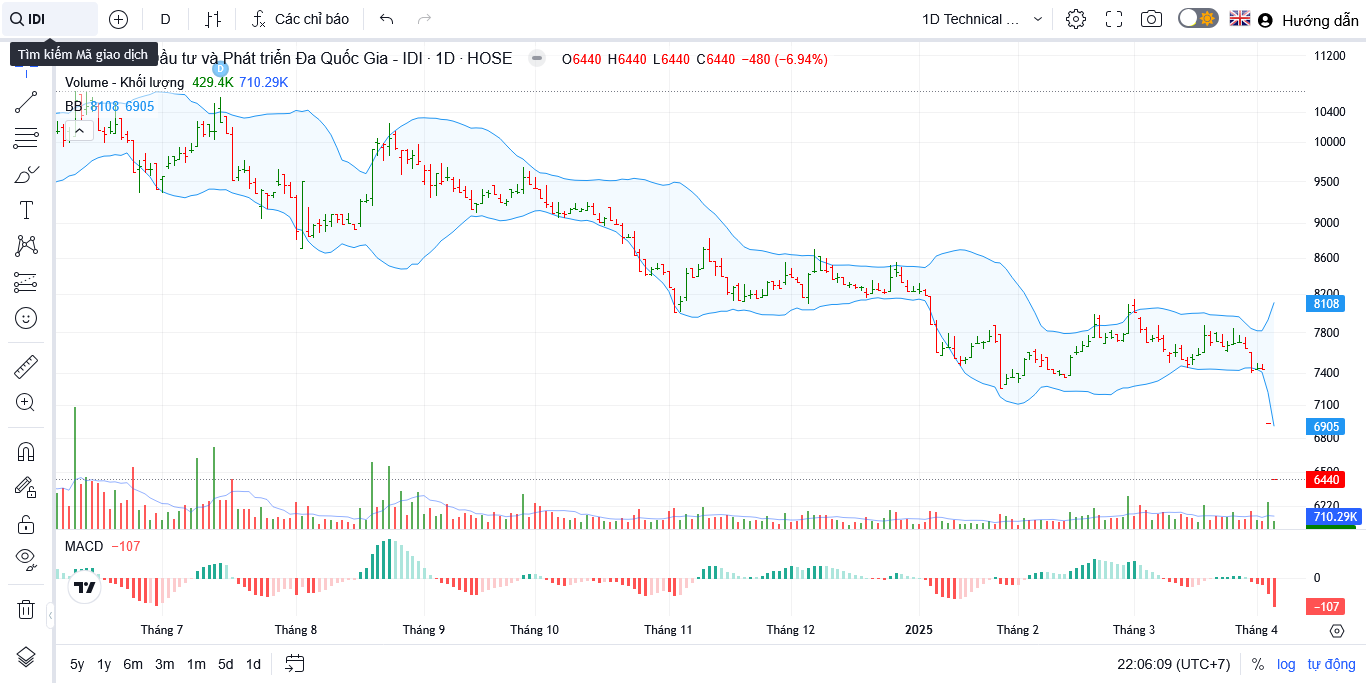 IDI
D
Các chỉ báo
1D Technical ...
Hướng dẫn
Tìm kiếm Mã giao dịch
ầu tư và Phát triển Đa Quốc Gia - IDI · 1D · HOSE
O6440 H6440 L6440 C6440 −480 (−6.94%)
D
Volume - Khối lượng 429.4K 710.29K
BB 8108 6905
11200
10400
10000
9500
9000
8600
8200
8108
7800
7400
7100
6905
6800
6500
6440
6220
710.29K
MACD −107
0
−107
Tháng 7
Tháng 8
Tháng 9
Tháng 10
Tháng 11
Tháng 12
2025
Tháng 2
Tháng 3
Tháng 4
5y 1y 6m 3m 1m 5d 1d
22:06:09 (UTC+7)
% log tự động